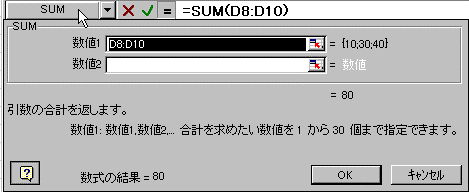 SUM = =SUM(D8:D10)
SUM
数値1 D8:D10 = {10;30;40}
数値2 = 数値
= 80
引数の合計を返します。
数値1: 数値1,数値2,... 合計を求めたい数値を 1 から 30 個まで指定できます。
? 数式の結果 = 80 OK ｷｬﾝｾﾙ